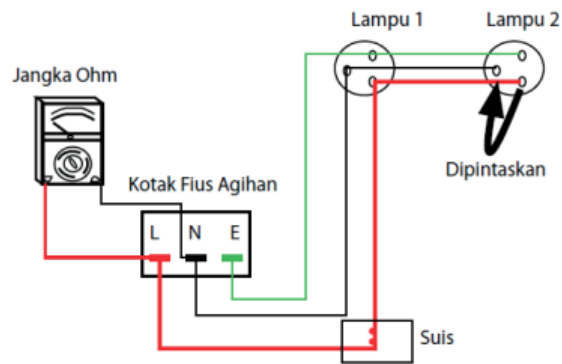 Lampu 1
Lampu 2
Jangka Ohm
Kotak Fius Agihan
L N E
Dipintaskan
Suis